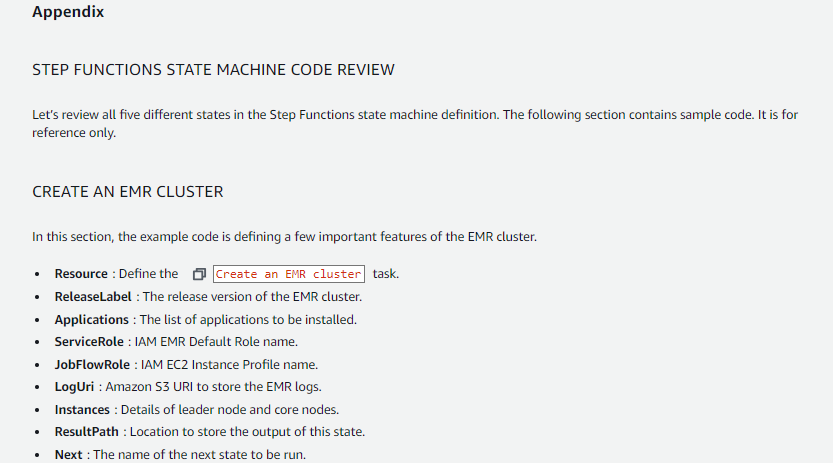 Appendix
STEP FUNCTIONS STATE MACHINE CODE REVIEW
Let's review all five different states in the Step Functions state machine definition. The following section contains sample code. It is for
reference only.
CREATE AN EMR CLUSTER
In this section, the example code is defining a few important features of the EMR cluster.
• Resource : Define the Create an EMR cluster task.
• ReleaseLabel : The release version of the EMR cluster.
• Applications : The list of applications to be installed.
• ServiceRole : IAM EMR Default Role name.
• JobFlowRole : IAM EC2 Instance Profile name.
• LogUri : Amazon S3 URI to store the EMR logs.
• Instances : Details of leader node and core nodes.
• ResultPath : Location to store the output of this state.
• Next : The name of the next state to be run.